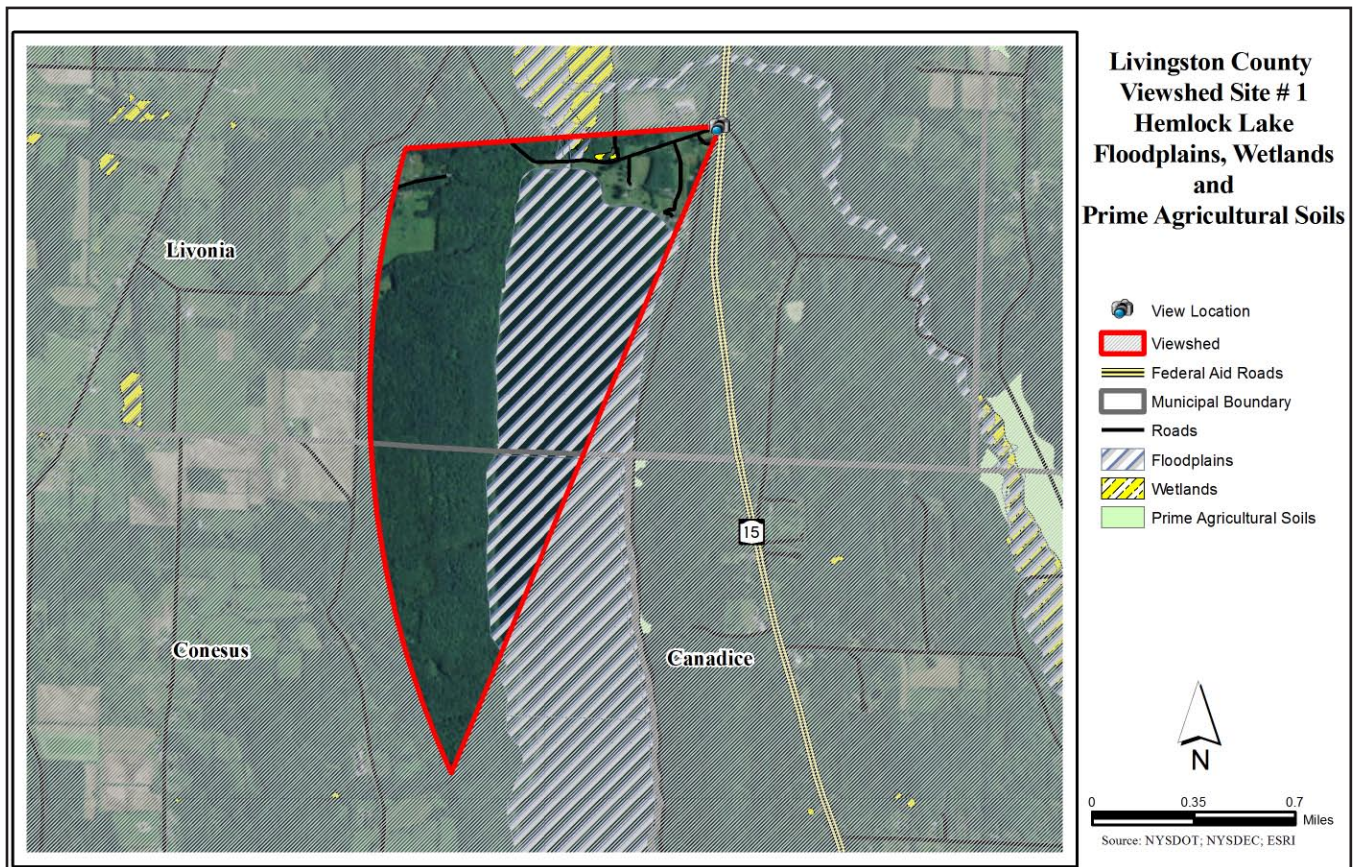 Livingston County
Viewshed Site # 1
Hemlock Lake
Floodplains, Wetlands
and
Prime Agricultural Soils
View Location
Viewshed
Federal Aid Roads
Municipal Boundary
Roads
Floodplains
Wetlands
Prime Agricultural Soils
Livonia
15
Conesus
Canadice
N
0 0.35 0.7
Miles
Source: NYSDOT; NYSDEC; ESRI